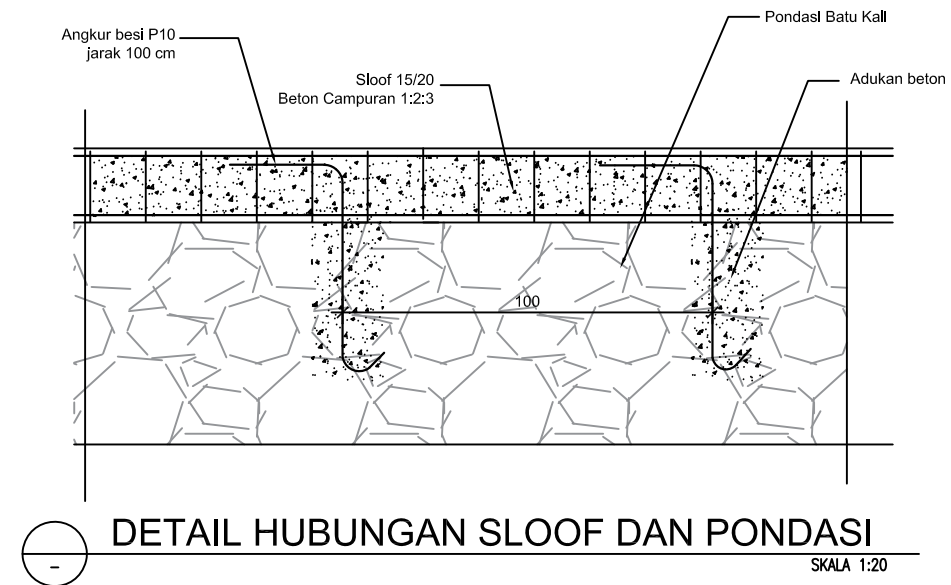 Pondasi Batu Kali
Angkur besi P10
jarak 100 cm
Sloof 15/20
Beton Campuran 1:2:3
Adukan beton
100
DETAIL HUBUNGAN SLOOF DAN PONDASI
-
SKALA 1:20